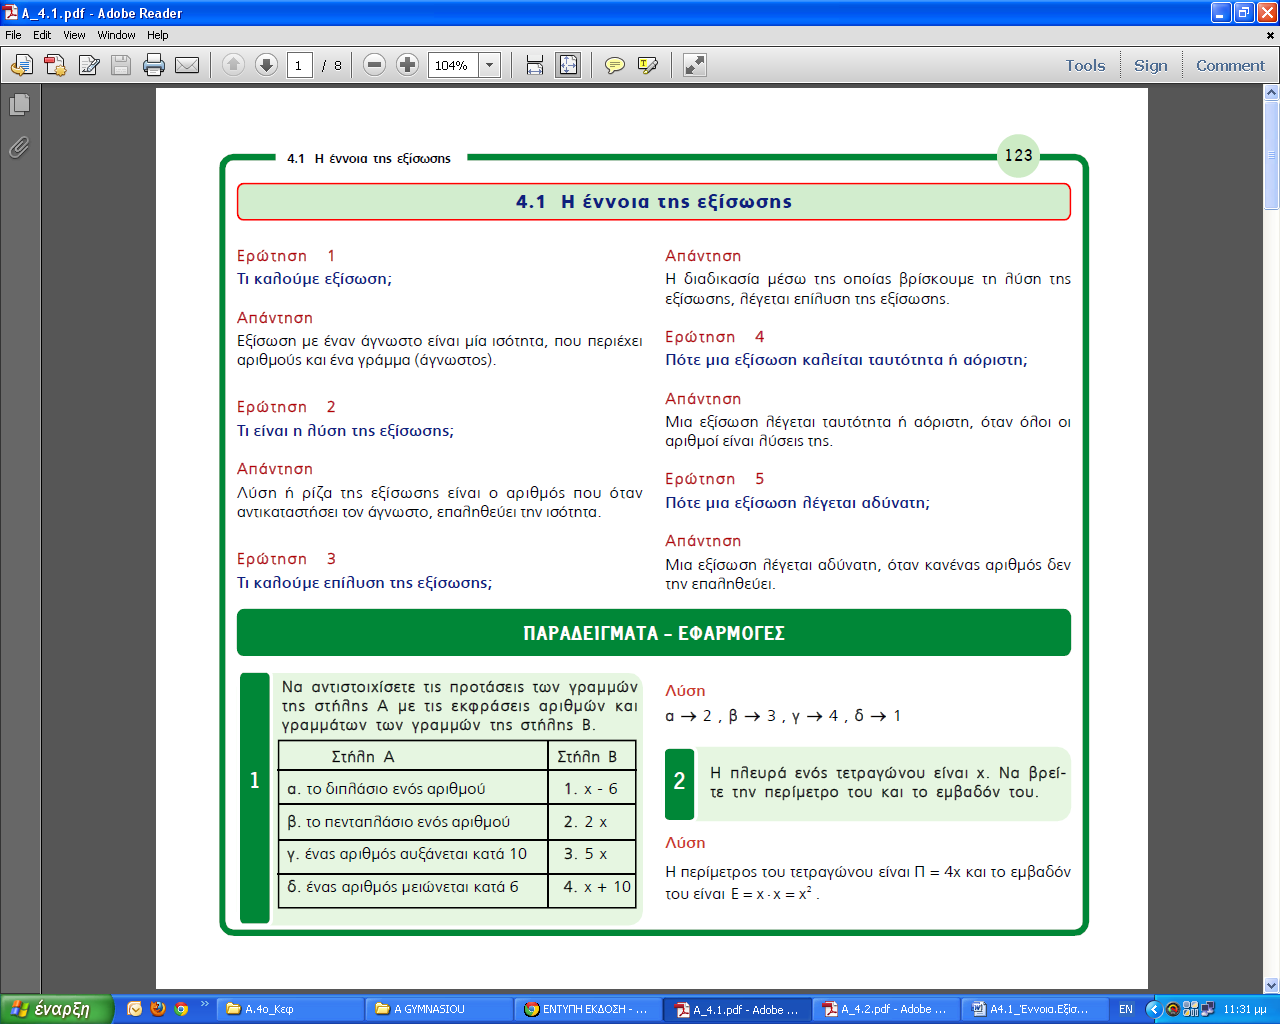 A_4.1.pdf - Adobe Reader
File Edit View Window Help
1 / 8 104% Tools Sign Comment
4.1 Η έννοια της εξίσωσης
123
4.1 Η έννοια της εξίσωσης
Ερώτηση 1
Τι καλούμε εξίσωση;
Απάντηση
Εξίσωση με έναν άγνωστο είναι μία ισότητα, που περιέχει
αριθμούς και ένα γράμμα (άγνωστος).
Ερώτηση 2
Τι είναι η λύση της εξίσωσης;
Απάντηση
Λύση ή ρίζα της εξίσωσης είναι ο αριθμός που όταν
αντικαταστήσει τον άγνωστο, επαληθεύει την ισότητα.
Ερώτηση 3
Τι καλούμε επίλυση της εξίσωσης;
Απάντηση
Η διαδικασία μέσω της οποίας βρίσκουμε τη λύση της
εξίσωσης, λέγεται επίλυση της εξίσωσης.
Ερώτηση 4
Πότε μια εξίσωση καλείται ταυτότητα ή αόριστη;
Απάντηση
Μια εξίσωση λέγεται ταυτότητα ή αόριστη, όταν όλοι οι
αριθμοί είναι λύσεις της.
Ερώτηση 5
Πότε μια εξίσωση λέγεται αδύνατη;
Απάντηση
Μια εξίσωση λέγεται αδύνατη, όταν κανένας αριθμός δεν
την επαληθεύει.
ΠΑΡΑΔΕΙΓΜΑΤΑ - ΕΦΑΡΜΟΓΕΣ
1
Να αντιστοιχίσετε τις προτάσεις των γραμμών
της στήλης Α με τις εκφράσεις αριθμών και
γραμμάτων των γραμμών της στήλης Β.
Στήλη Α Στήλη Β
α. το διπλάσιο ενός αριθμού 1. x - 6
β. το πενταπλάσιο ενός αριθμού 2. 2 x
γ. ένας αριθμός αυξάνεται κατά 10 3. 5 x
δ. ένας αριθμός μειώνεται κατά 6 4. x + 10
Λύση
α → 2 , β → 3 , γ → 4 , δ → 1
2
Η πλευρά ενός τετραγώνου είναι x. Να βρεί-
τε την περίμετρο του και το εμβαδόν του.
Λύση
Η περίμετρος του τετραγώνου είναι Π = 4x και το εμβαδόν
του είναι E = x · x = x² .
έναρξη » A.4ο_Κεφ A GYMNASIOU ΕΝΤΥΠΗ ΕΚΔΟΣΗ - ... A_4.1.pdf - Adobe ... A_4.2.pdf - Adobe ... A4.1_Έννοια.Εξίσ... EN 11:31 μμ